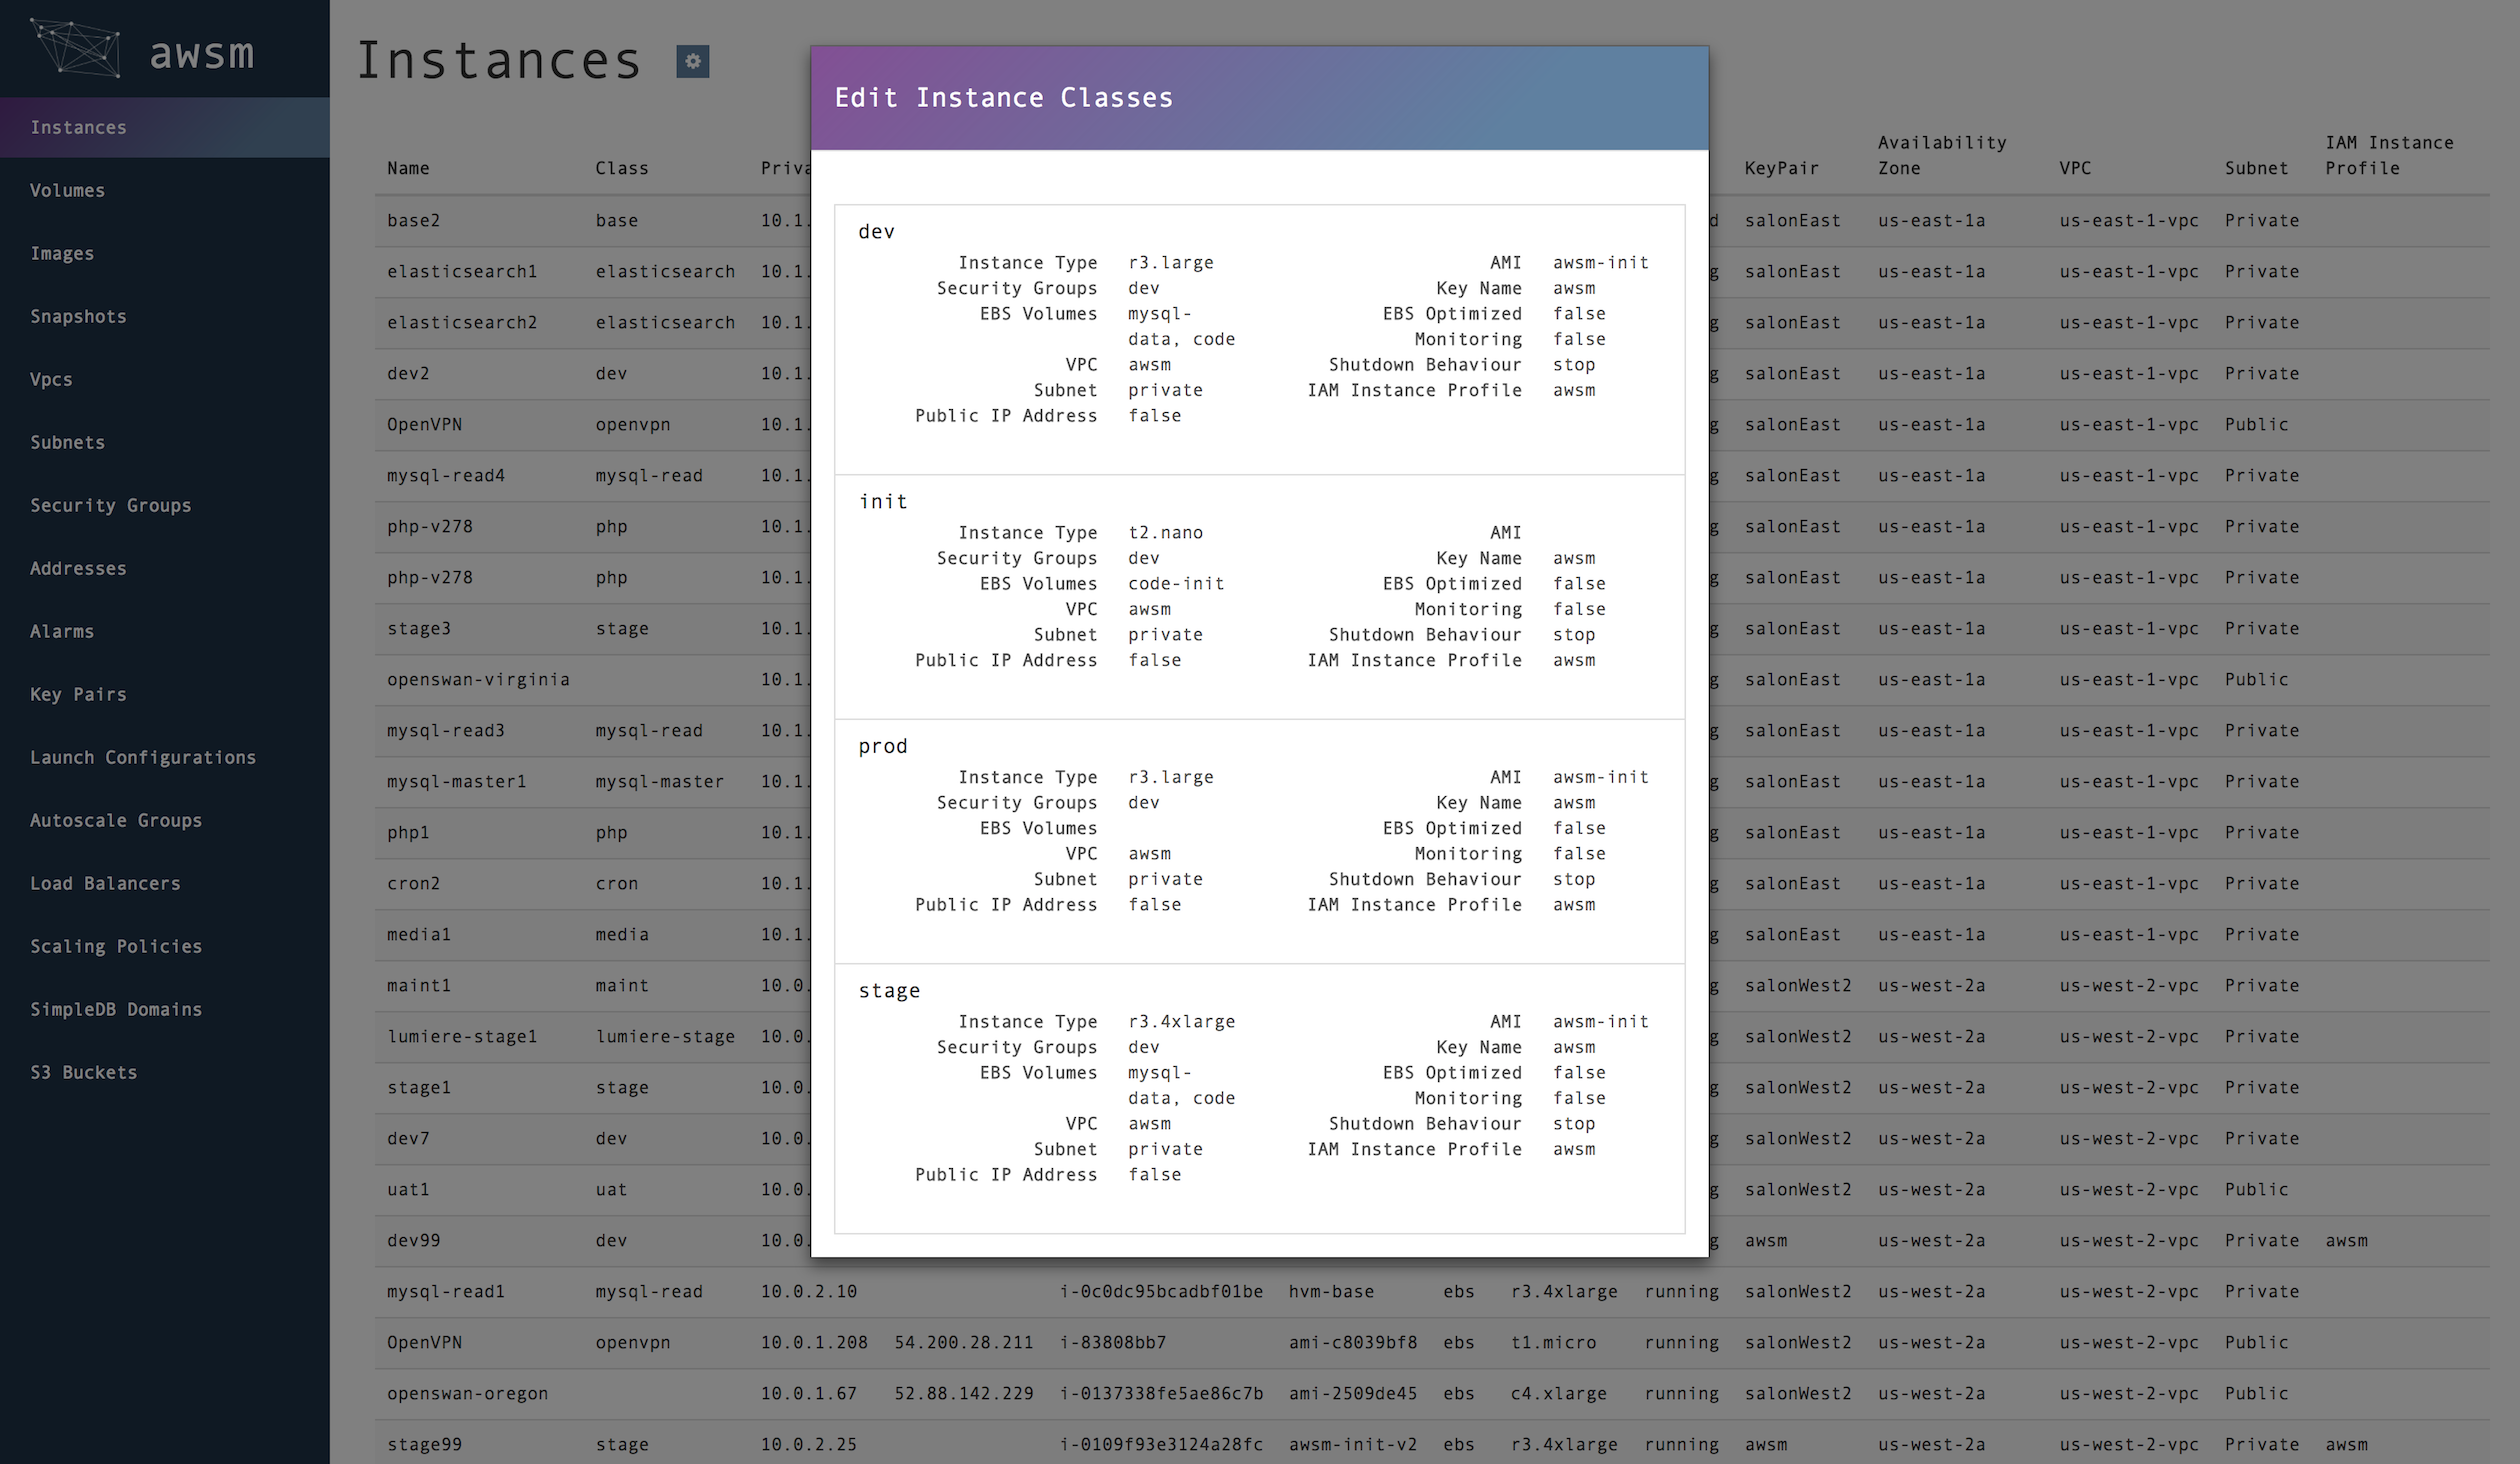 awsm
Instances
Volumes
Images
Snapshots
Vpcs
Subnets
Security Groups
Addresses
Alarms
Key Pairs
Launch Configurations
Autoscale Groups
Load Balancers
Scaling Policies
SimpleDB Domains
S3 Buckets
Instances
Name Class Priva KeyPair Availability Zone VPC Subnet IAM Instance Profile
base2 base 10.1. d salonEast us-east-1a us-east-1-vpc Private
elasticsearch1 elasticsearch 10.1. g salonEast us-east-1a us-east-1-vpc Private
elasticsearch2 elasticsearch 10.1. g salonEast us-east-1a us-east-1-vpc Private
dev2 dev 10.1. g salonEast us-east-1a us-east-1-vpc Private
OpenVPN openvpn 10.1. g salonEast us-east-1a us-east-1-vpc Public
mysql-read4 mysql-read 10.1. g salonEast us-east-1a us-east-1-vpc Private
php-v278 php 10.1. g salonEast us-east-1a us-east-1-vpc Private
php-v278 php 10.1. g salonEast us-east-1a us-east-1-vpc Private
stage3 stage 10.1. g salonEast us-east-1a us-east-1-vpc Private
openswan-virginia 10.1. g salonEast us-east-1a us-east-1-vpc Public
mysql-read3 mysql-read 10.1. g salonEast us-east-1a us-east-1-vpc Private
mysql-master1 mysql-master 10.1. g salonEast us-east-1a us-east-1-vpc Private
php1 php 10.1. g salonEast us-east-1a us-east-1-vpc Private
cron2 cron 10.1. g salonEast us-east-1a us-east-1-vpc Private
media1 media 10.1. g salonEast us-east-1a us-east-1-vpc Private
maint1 maint 10.0. g salonWest2 us-west-2a us-west-2-vpc Private
lumiere-stage1 lumiere-stage 10.0. g salonWest2 us-west-2a us-west-2-vpc Private
stage1 stage 10.0. g salonWest2 us-west-2a us-west-2-vpc Private
dev7 dev 10.0. g salonWest2 us-west-2a us-west-2-vpc Private
uat1 uat 10.0. g salonWest2 us-west-2a us-west-2-vpc Public
dev99 dev 10.0. g awsm us-west-2a us-west-2-vpc Private awsm
mysql-read1 mysql-read 10.0.2.10 i-0c0dc95bcadbf01be hvm-base ebs r3.4xlarge running salonWest2 us-west-2a us-west-2-vpc Private
OpenVPN openvpn 10.0.1.208 54.200.28.211 i-83808bb7 ami-c8039bf8 ebs t1.micro running salonWest2 us-west-2a us-west-2-vpc Public
openswan-oregon 10.0.1.67 52.88.142.229 i-0137338fe5ae86c7b ami-2509de45 ebs c4.xlarge running salonWest2 us-west-2a us-west-2-vpc Public
stage99 stage 10.0.2.25 i-0109f93e3124a28fc awsm-init-v2 ebs r3.4xlarge running awsm us-west-2a us-west-2-vpc Private awsm
Edit Instance Classes
dev
Instance Type r3.large AMI awsm-init
Security Groups dev Key Name awsm
EBS Volumes mysql- EBS Optimized false
data, code Monitoring false
VPC awsm Shutdown Behaviour stop
Subnet private IAM Instance Profile awsm
Public IP Address false
init
Instance Type t2.nano AMI
Security Groups dev Key Name awsm
EBS Volumes code-init EBS Optimized false
VPC awsm Monitoring false
Subnet private Shutdown Behaviour stop
Public IP Address false IAM Instance Profile awsm
prod
Instance Type r3.large AMI awsm-init
Security Groups dev Key Name awsm
EBS Volumes EBS Optimized false
VPC awsm Monitoring false
Subnet private Shutdown Behaviour stop
Public IP Address false IAM Instance Profile awsm
stage
Instance Type r3.4xlarge AMI awsm-init
Security Groups dev Key Name awsm
EBS Volumes mysql- EBS Optimized false
data, code Monitoring false
VPC awsm Shutdown Behaviour stop
Subnet private IAM Instance Profile awsm
Public IP Address false